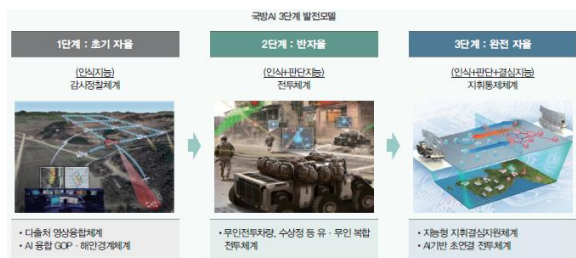 국방AI 3단계 발전모델
1단계 : 초기 자율
(인식지능)
감시정찰체계
• 다출처 영상융합체계
• AI 융합 GOP · 해안경계체계
2단계 : 반자율
(인식+판단지능)
전투체계
• 무인전투차량, 수상정 등 유 · 무인 복합
전투체계
3단계 : 완전 자율
(인식+판단+결심지능)
지휘통제체계
• 지능형 지휘결심지원체계
• AI기반 초연결 전투체계